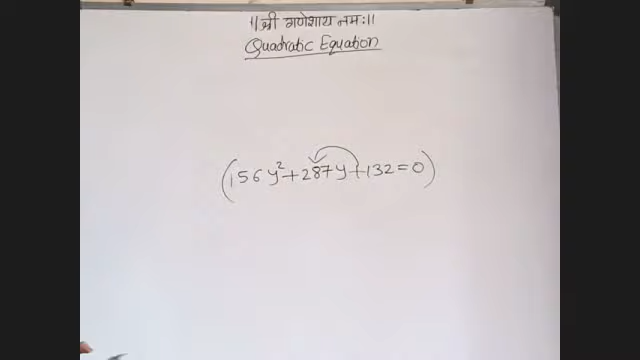 ॥श्री गणेशाय नमः॥
Quadratic Equation
(156y²+287y+132=0)